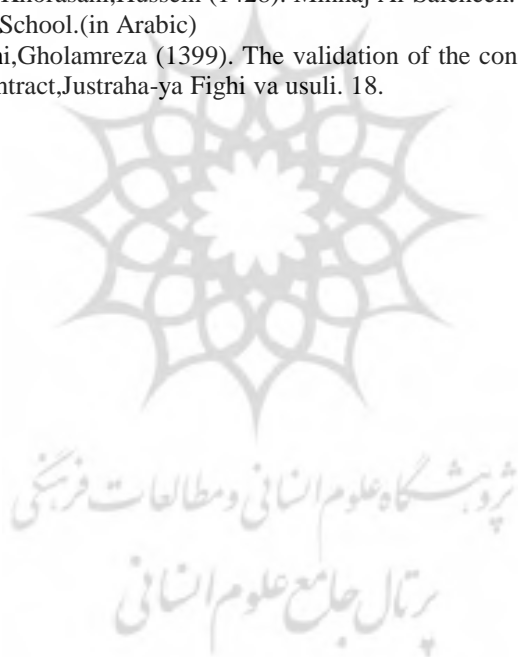 School.(in Arabic)
i,Gholamreza (1399). The validation of the con
ntract,Justraha-ya Fighi va usuli. 18.
پژوهشگاه علوم انسانی و مطالعات فرهنگی
پرتال جامع علوم انسانی